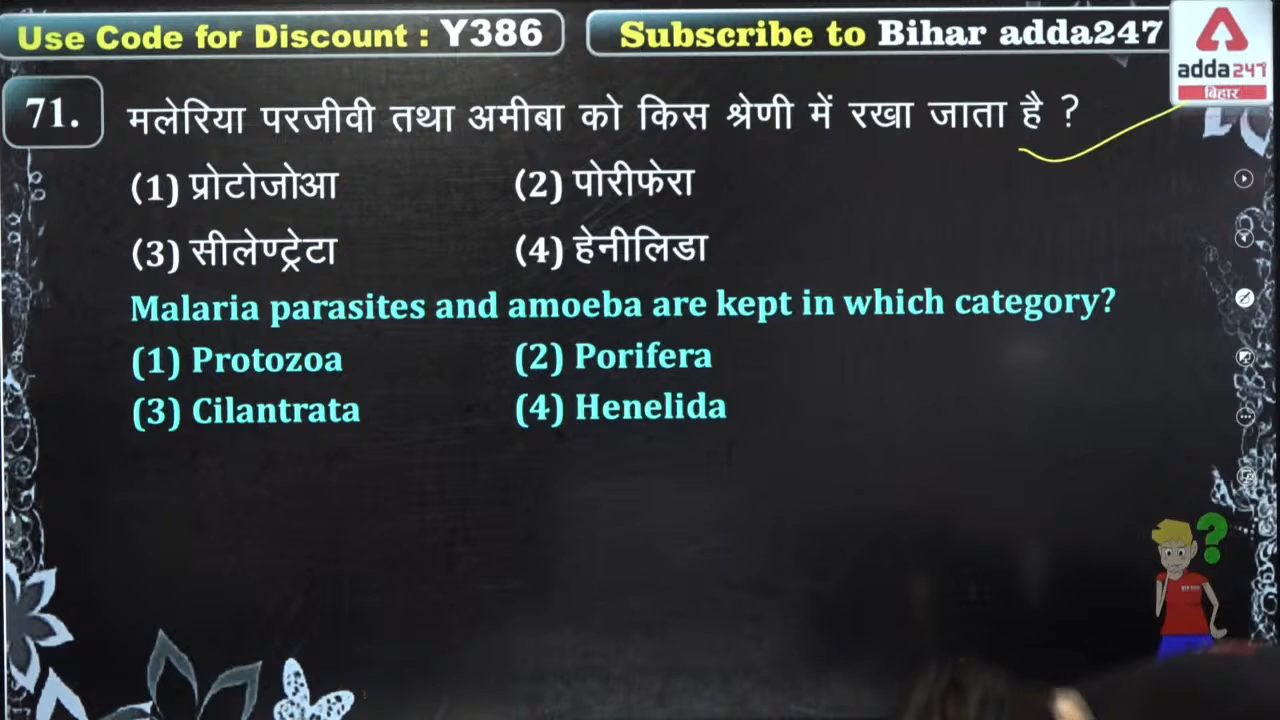 Use Code for Discount : Y386
Subscribe to Bihar adda247
adda247
बिहार
71.
मलेरिया परजीवी तथा अमीबा को किस श्रेणी में रखा जाता है ?
(1) प्रोटोजोआ (2) पोरीफेरा
(3) सीलेण्ट्रेटा (4) हेनीलिडा
Malaria parasites and amoeba are kept in which category?
(1) Protozoa (2) Porifera
(3) Cilantrata (4) Henelida